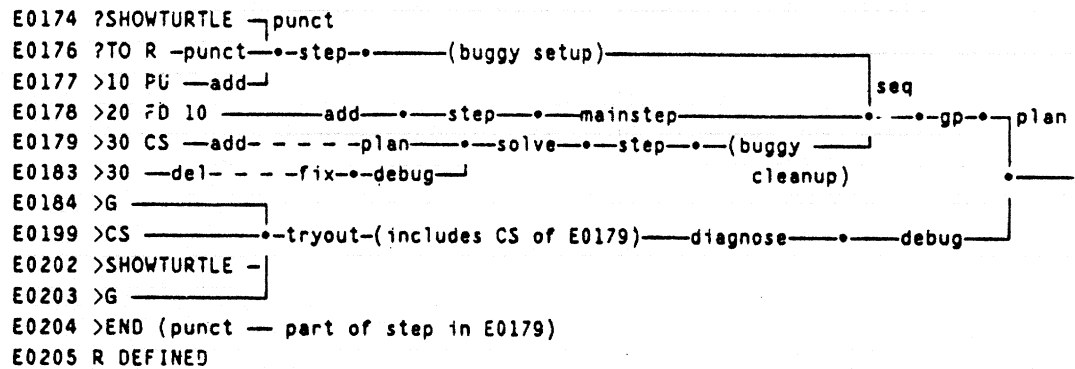 E0174 ?SHOWTURTLE punct
E0176 ?TO R -punct-•-step-•-(buggy setup)
E0177 >10 PU -add
seq
E0178 >20 FD 10 -add-•-step-•-mainstep-• - -•-gp-•-plan
E0179 >30 CS -add- - - - -plan-•-solve-•-step-•-(buggy
E0183 >30 -del- - - -fix-•-debug cleanup)
E0184 >G
E0199 >CS -•-tryout-(includes CS of E0179)-diagnose-•-debug
E0202 >SHOWTURTLE -
E0203 >G
E0204 >END (punct — part of step in E0179)
E0205 R DEFINED